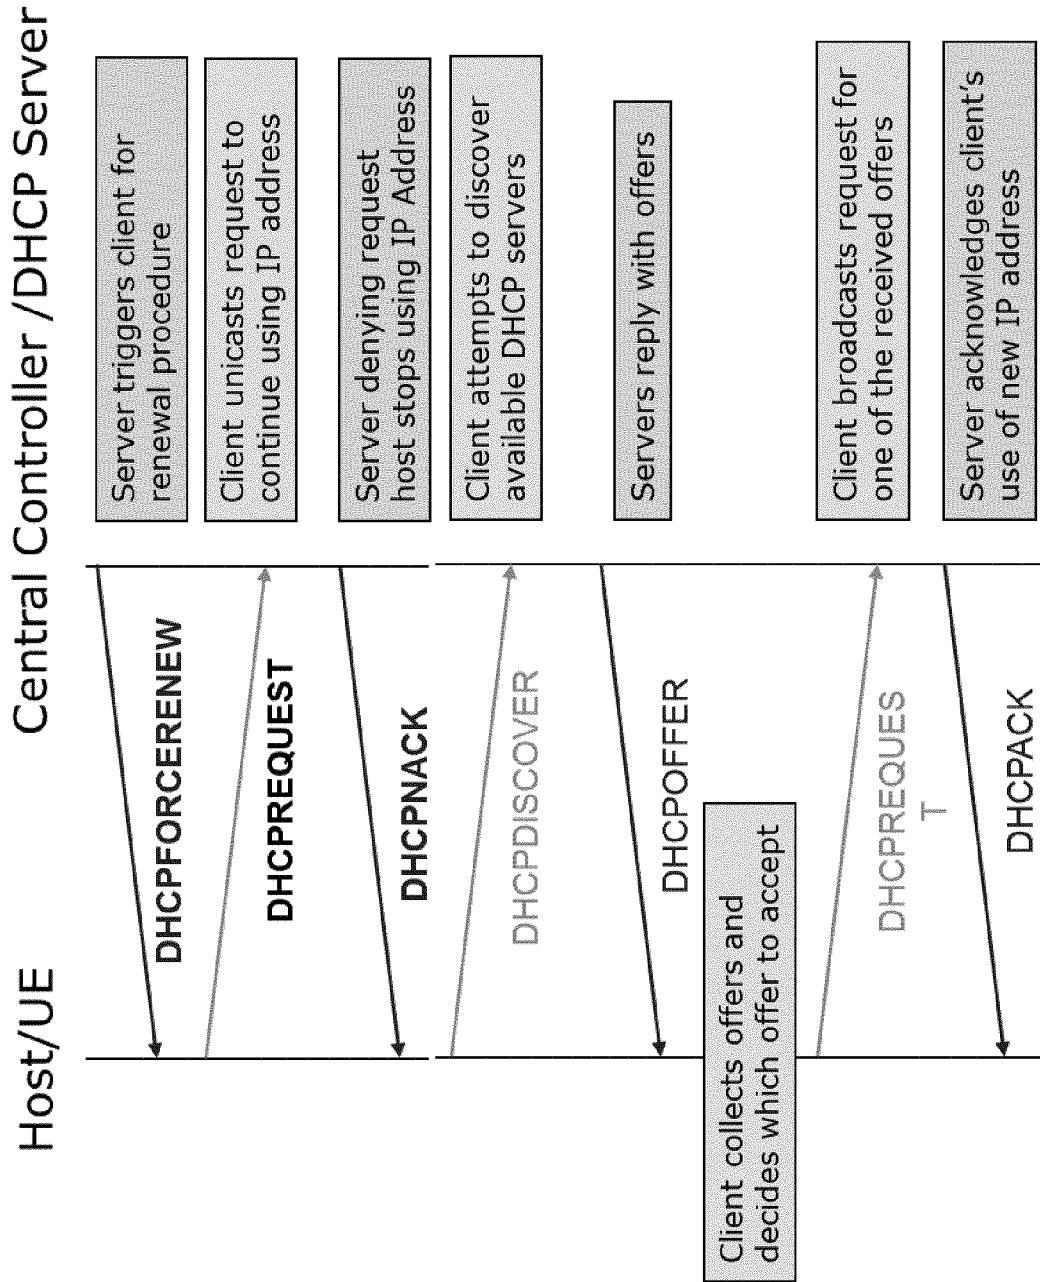 Host/UE
Central Controller /DHCP Server
DHCPFORCERENEW
Server triggers client for
renewal procedure
DHCPREQUEST
Client unicasts request to
continue using IP address
DHCPNACK
Server denying request
host stops using IP Address
DHCPDISCOVER
Client attempts to discover
available DHCP servers
DHCPOFFER
Servers reply with offers
Client collects offers and
decides which offer to accept
DHCPREQUES
T
Client broadcasts request for
one of the received offers
DHCPACK
Server acknowledges client's
use of new IP address